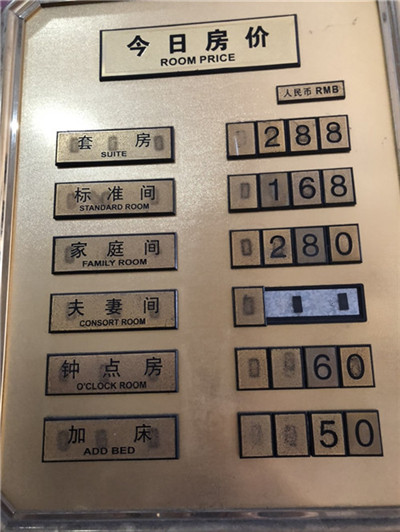 今日房价
ROOM PRICE
人民币 RMB
套房 288
SUITE
标准间 168
STANDARD ROOM
家庭间 280
FAMILY ROOM
夫妻间
CONSORT ROOM
钟点房 60
O'CLOCK ROOM
加床 50
ADD BED